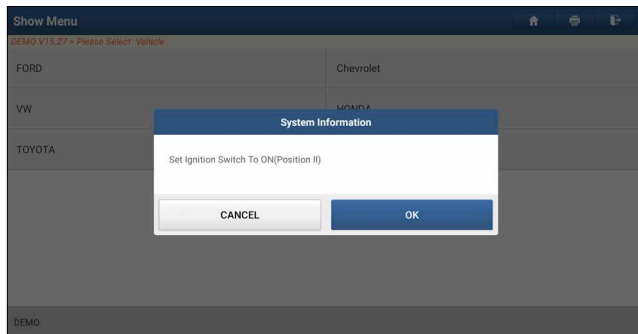 Show Menu
DEMO V15.27 > Please Select Vehicle
FORD
Chevrolet
VW
HONDA
TOYOTA
System Information
Set Ignition Switch To ON(Position II)
CANCEL
OK
DEMO